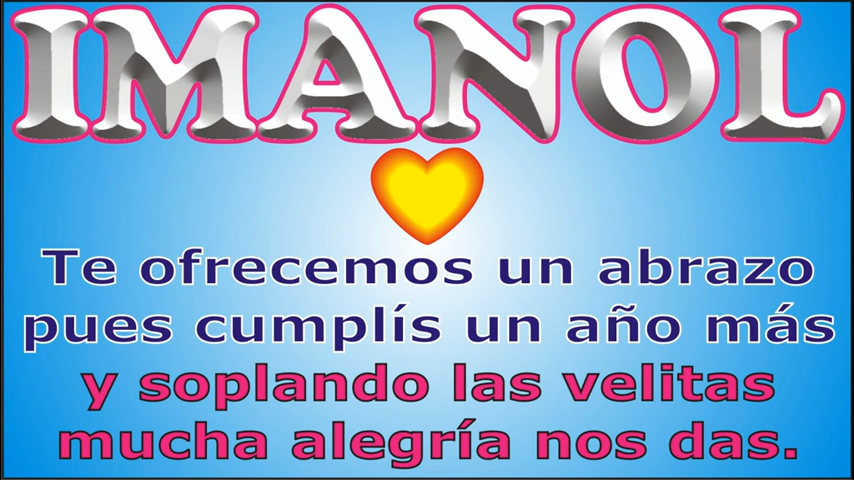 IMANOL
Te ofrecemos un abrazo
pues cumplís un año más
y soplando las velitas
mucha alegría nos das.